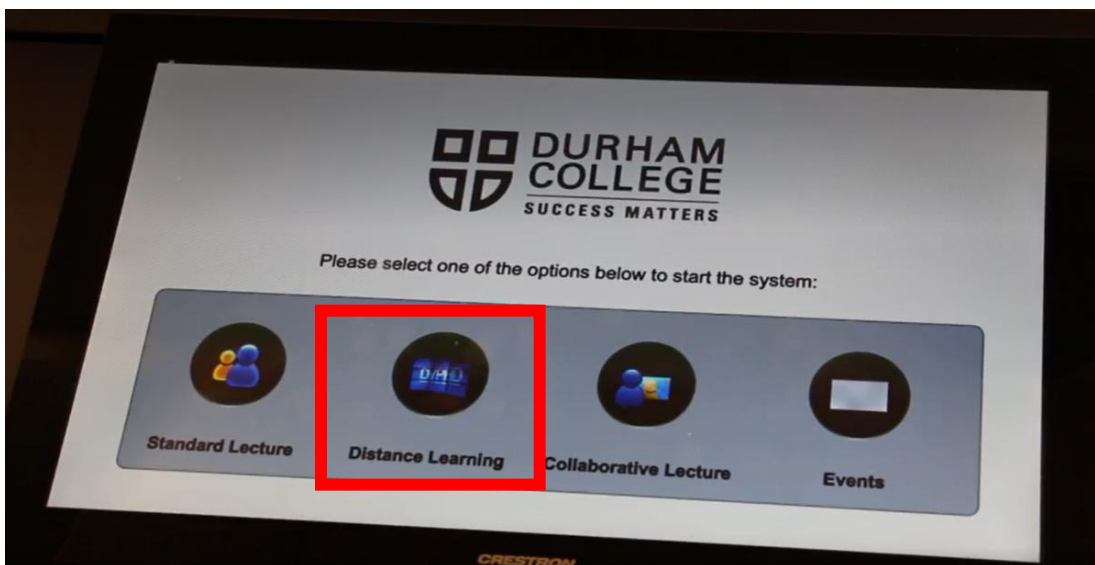 DURHAM
COLLEGE
SUCCESS MATTERS
Please select one of the options below to start the system:
Standard Lecture
Distance Learning
Collaborative Lecture
Events
CRESTRON